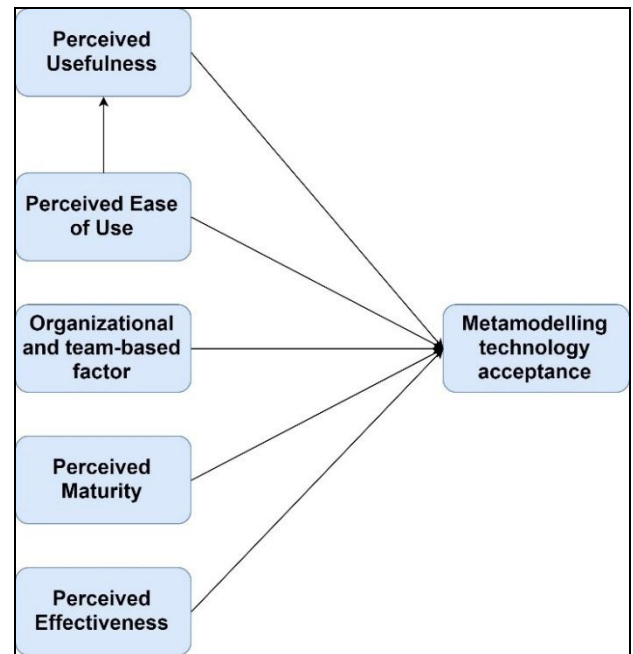 Perceived
Usefulness
Perceived Ease
of Use
Organizational
and team-based
factor
Metamodelling
technology
acceptance
Perceived
Maturity
Perceived
Effectiveness